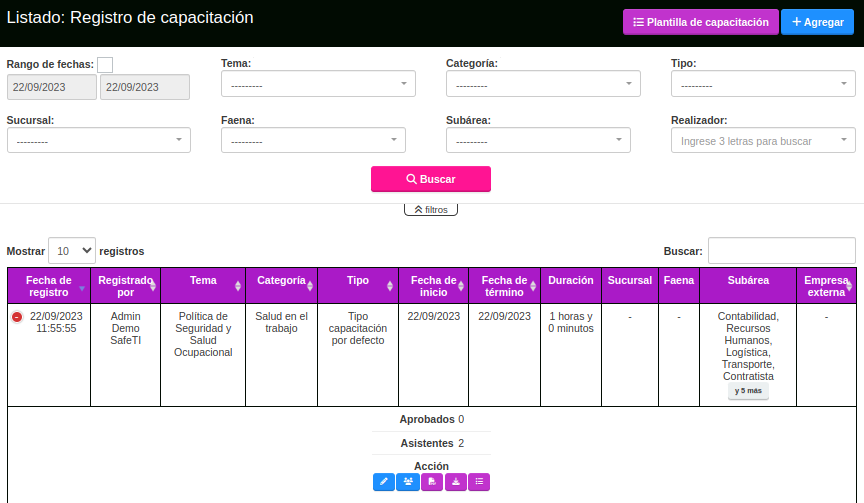 Listado: Registro de capacitación
Plantilla de capacitación
Agregar
Rango de fechas:
22/09/2023
22/09/2023
Tema:
---------
Categoría:
---------
Tipo:
---------
Sucursal:
---------
Faena:
---------
Subárea:
---------
Realizador:
Ingrese 3 letras para buscar
Buscar
filtros
Mostrar 10 registros
Buscar:
Fecha de
registro
Registrado
por
Tema
Categoría
Tipo
Fecha de
inicio
Fecha de
término
Duración
Sucursal
Faena
Subárea
Empresa
externa
22/09/2023
11:55:55
Admin
Demo
SafeTI
Política de
Seguridad y
Salud
Ocupacional
Salud en el
trabajo
Tipo
capacitación
por defecto
22/09/2023
22/09/2023
1 horas y
0 minutos
-
-
Contabilidad,
Recursos
Humanos,
Logística,
Transporte,
Contratista
y 5 más
-
Aprobados 0
Asistentes 2
Acción